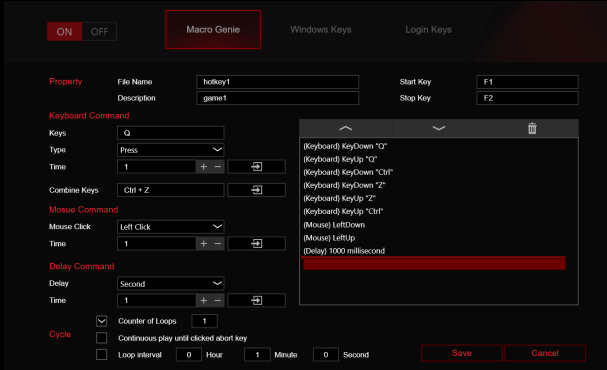 ON OFF Macro Genie Windows Keys Login Keys
Property File Name hotkey1 Start Key F1
Description game1 Stop Key F2
Keyboard Command
Keys Q
Type Press
Time 1 + −
Combine Keys Ctrl + Z
Mosue Command
Mouse Click Left Click
Time 1 + −
Delay Command
Delay Second
Time 1 + −
(Keyboard) KeyDown "Q"
(Keyboard) KeyUp "Q"
(Keyboard) KeyDown "Ctrl"
(Keyboard) KeyDown "Z"
(Keyboard) KeyUp "Z"
(Keyboard) KeyUp "Ctrl"
(Mouse) LeftDown
(Mouse) LeftUp
(Delay) 1000 millisecond
Cycle
Counter of Loops 1
Continuous play until clicked abort key
Loop interval 0 Hour 1 Minute 0 Second
Save Cancel